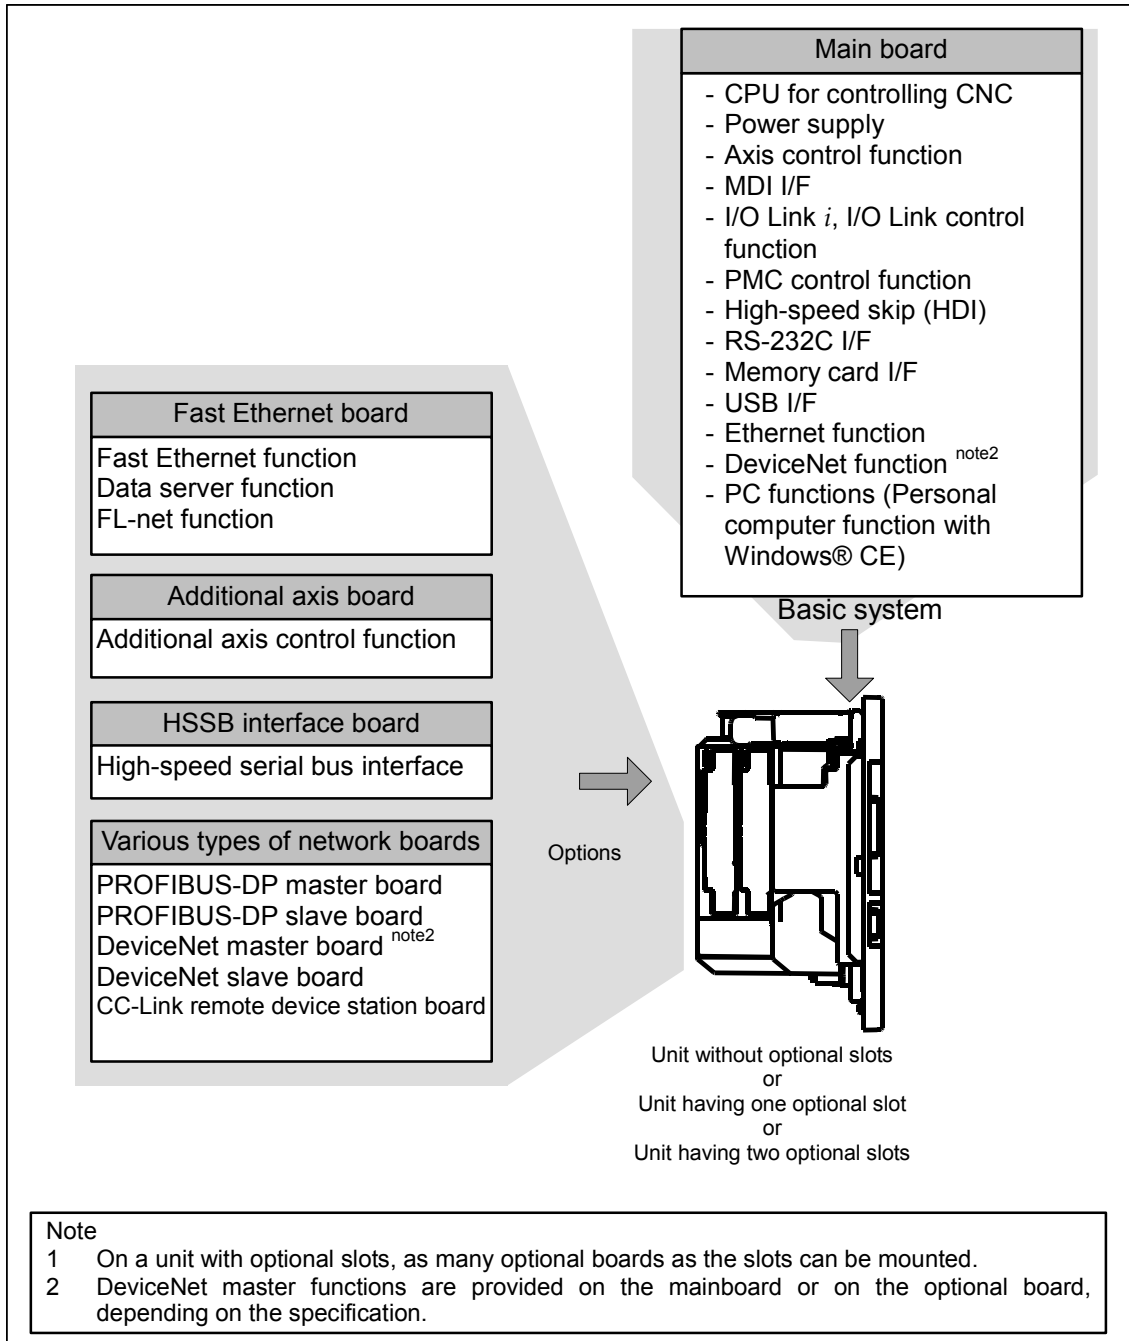 Main board
- CPU for controlling CNC
- Power supply
- Axis control function
- MDI I/F
- I/O Link i, I/O Link control
function
- PMC control function
- High-speed skip (HDI)
- RS-232C I/F
- Memory card I/F
- USB I/F
- Ethernet function
- DeviceNet function note2
- PC functions (Personal
computer function with
Windows® CE)
Basic system
Fast Ethernet board
Fast Ethernet function
Data server function
FL-net function
Additional axis board
Additional axis control function
HSSB interface board
High-speed serial bus interface
Various types of network boards
PROFIBUS-DP master board
PROFIBUS-DP slave board
DeviceNet master board note2
DeviceNet slave board
CC-Link remote device station board
Options
Unit without optional slots
or
Unit having one optional slot
or
Unit having two optional slots
Note
1 On a unit with optional slots, as many optional boards as the slots can be mounted.
2 DeviceNet master functions are provided on the mainboard or on the optional board,
depending on the specification.